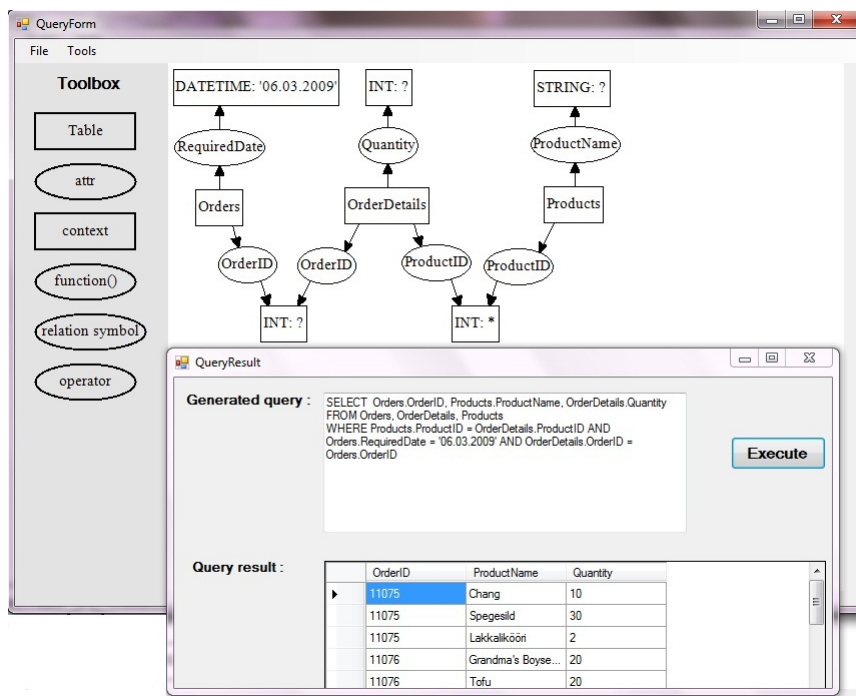 QueryForm
File Tools
Toolbox
Table
attr
context
function()
relation symbol
operator
DATETIME: '06.03.2009' INT: ? STRING: ?
RequiredDate Quantity ProductName
Orders OrderDetails Products
OrderID OrderID ProductID ProductID
INT: ? INT: *
QueryResult
Generated query :
SELECT Orders.OrderID, Products.ProductName, OrderDetails.Quantity
FROM Orders, OrderDetails, Products
WHERE Products.ProductID = OrderDetails.ProductID AND
Orders.RequiredDate = '06.03.2009' AND OrderDetails.OrderID =
Orders.OrderID
Execute
Query result :
OrderID ProductName Quantity
11075 Chang 10
11075 Spegesild 30
11075 Lakkalikööri 2
11076 Grandma's Boyse... 20
11076 Tofu 20